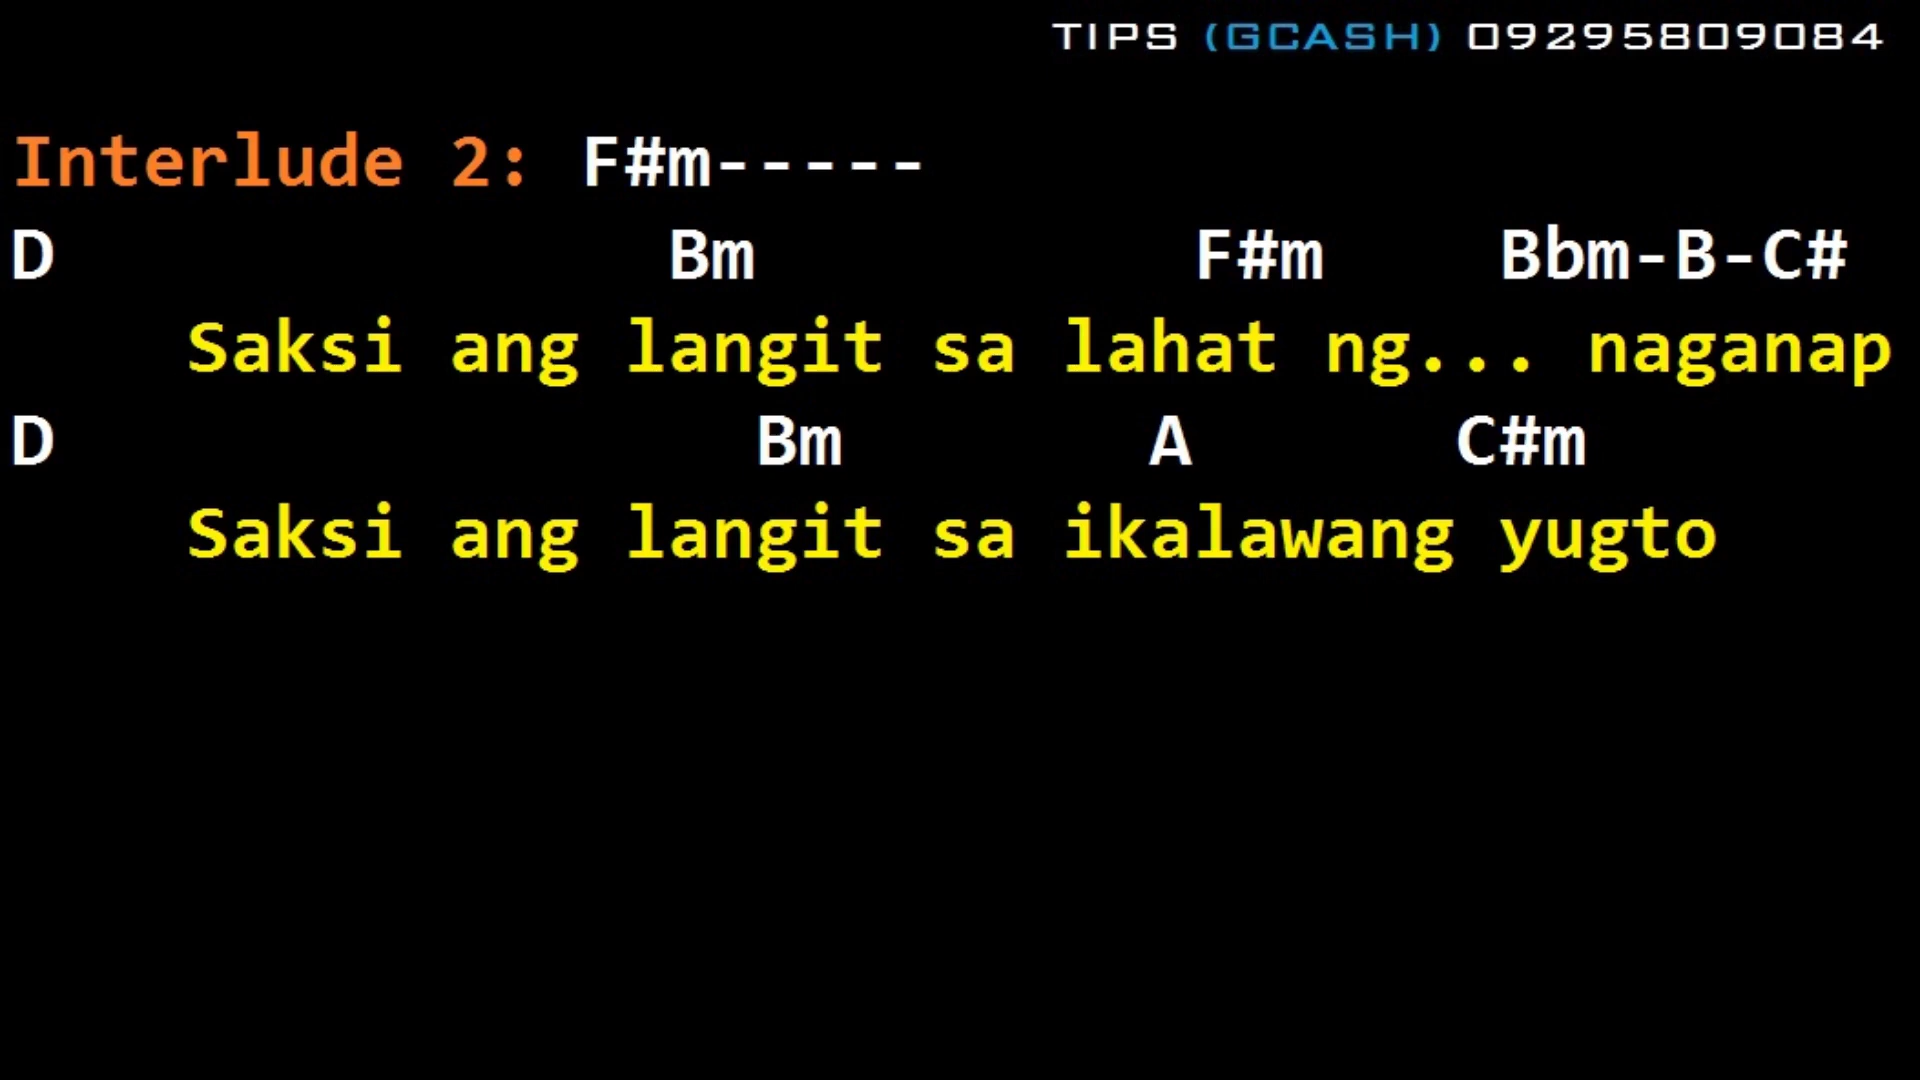 TIPS (GCASH) 09295809084
Interlude 2: F#m-----
D Bm F#m Bbm-B-C#
Saksi ang langit sa lahat ng... naganap
D Bm A C#m
Saksi ang langit sa ikalawang yugto